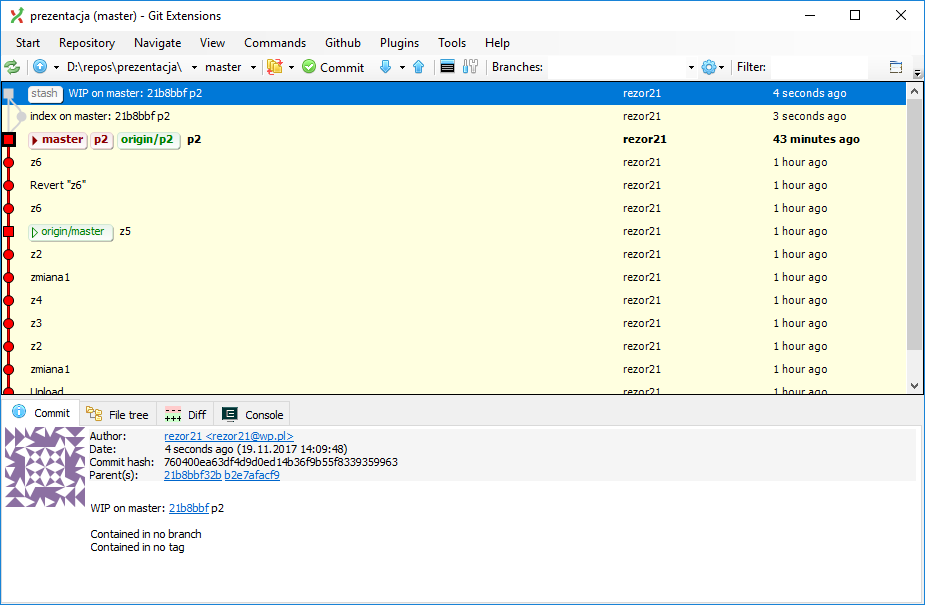 prezentacja (master) - Git Extensions
Start Repository Navigate View Commands Github Plugins Tools Help
D:\repos\prezentacja\ master Commit Branches: Filter:
stash WIP on master: 21b8bbf p2 rezor21 4 seconds ago
index on master: 21b8bbf p2 rezor21 3 seconds ago
master p2 origin/p2 p2 rezor21 43 minutes ago
z6 rezor21 1 hour ago
Revert "z6" rezor21 1 hour ago
z6 rezor21 1 hour ago
origin/master z5 rezor21 1 hour ago
z2 rezor21 1 hour ago
zmiana1 rezor21 1 hour ago
z4 rezor21 1 hour ago
z3 rezor21 1 hour ago
z2 rezor21 1 hour ago
zmiana1 rezor21 1 hour ago
Upload rezor21 1 hour ago
Commit File tree Diff Console
Author: rezor21 <rezor21@wp.pl>
Date: 4 seconds ago (19.11.2017 14:09:48)
Commit hash: 760400ea63df4d9d0ed14b36f9b55f8339359963
Parent(s): 21b8bbf32b b2e7afacf9
WIP on master: 21b8bbf p2
Contained in no branch
Contained in no tag